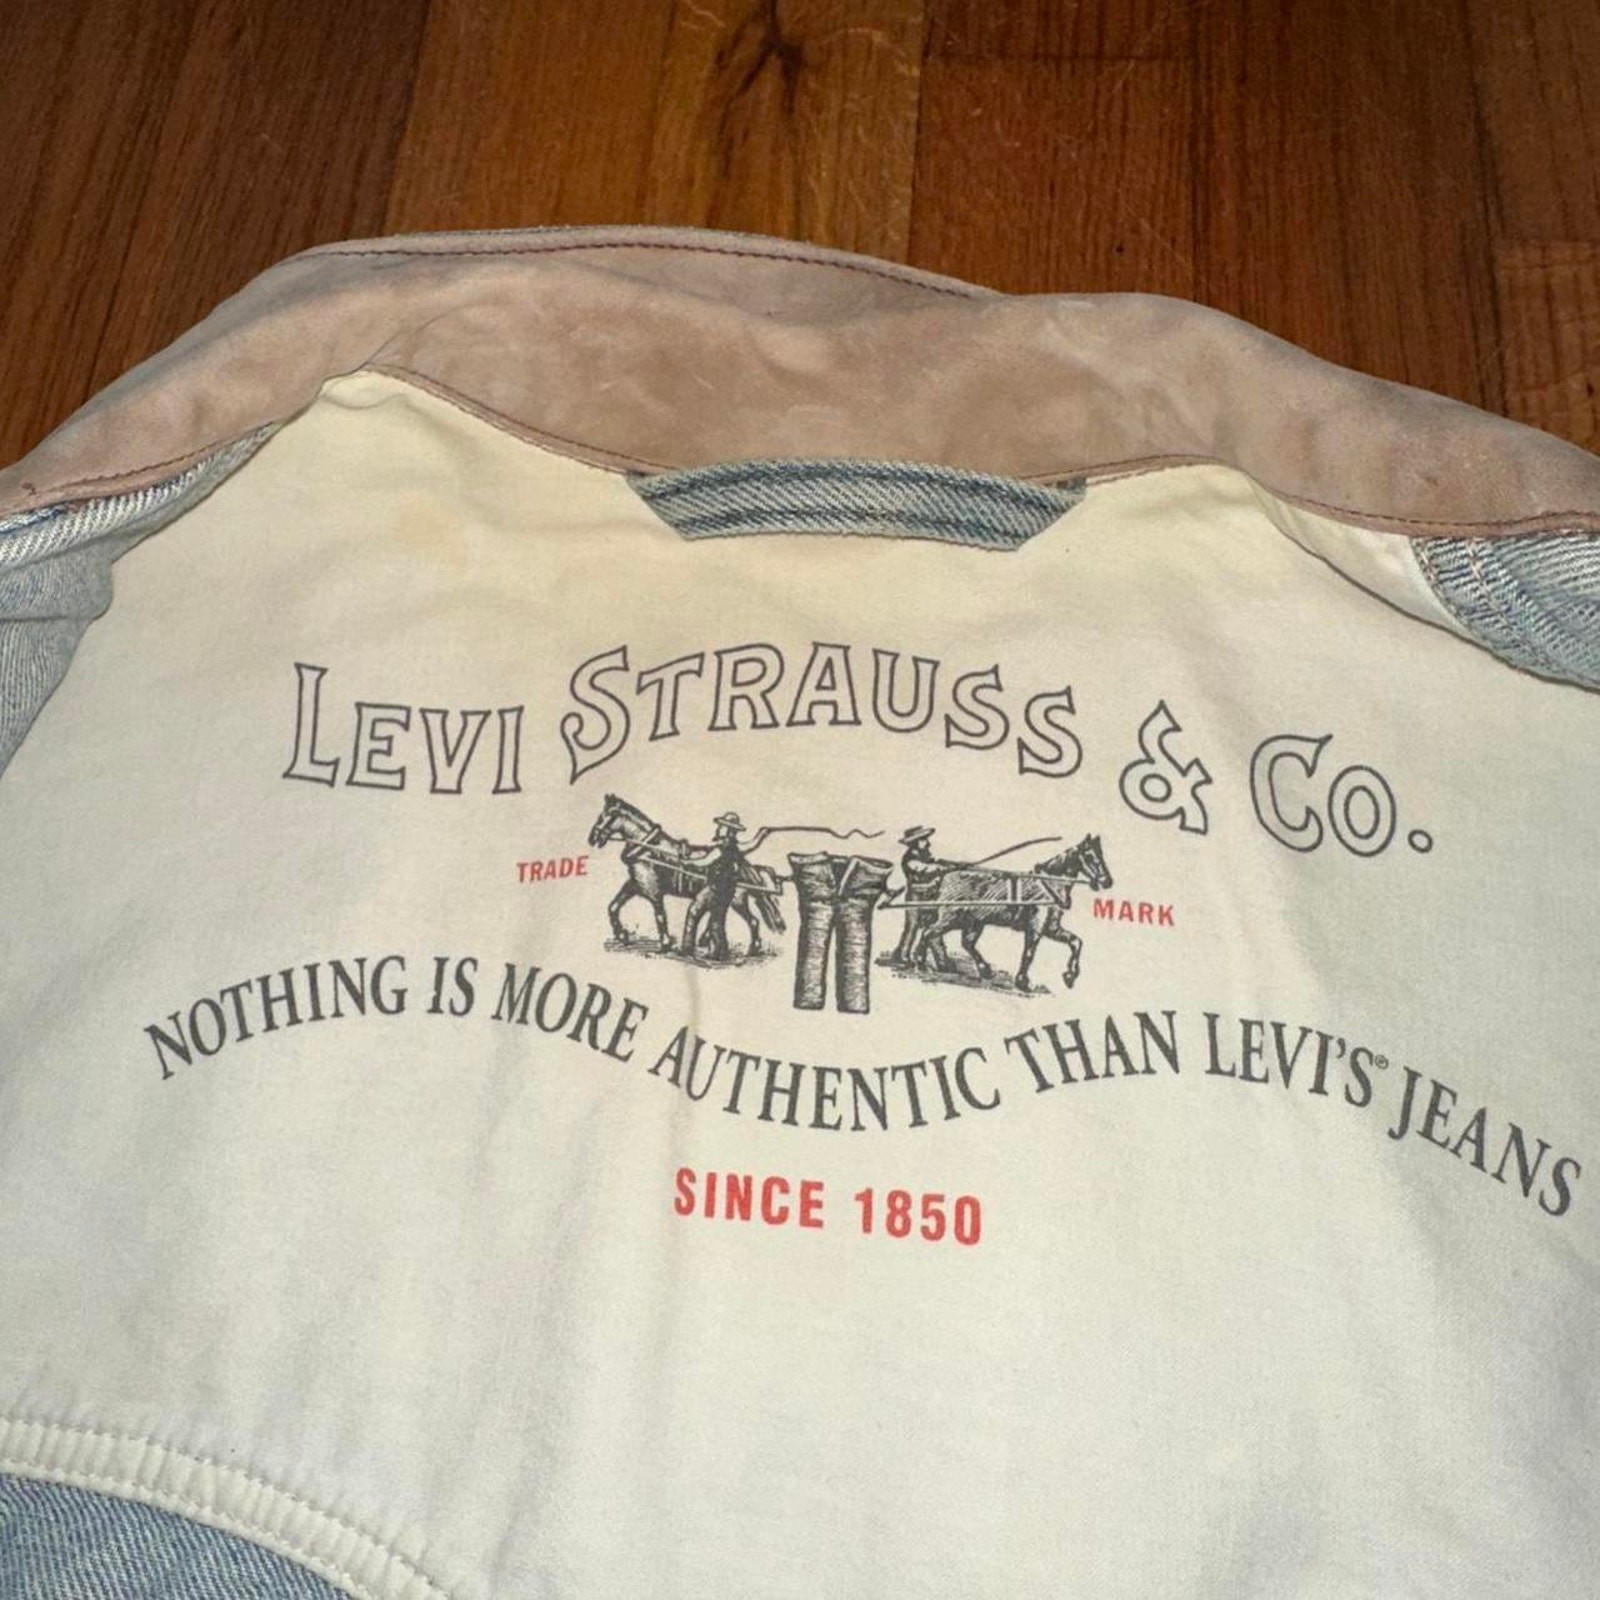 LEVI STRAUSS & CO.
TRADE MARK
NOTHING IS MORE AUTHENTIC THAN LEVI'S® JEANS
SINCE 1850